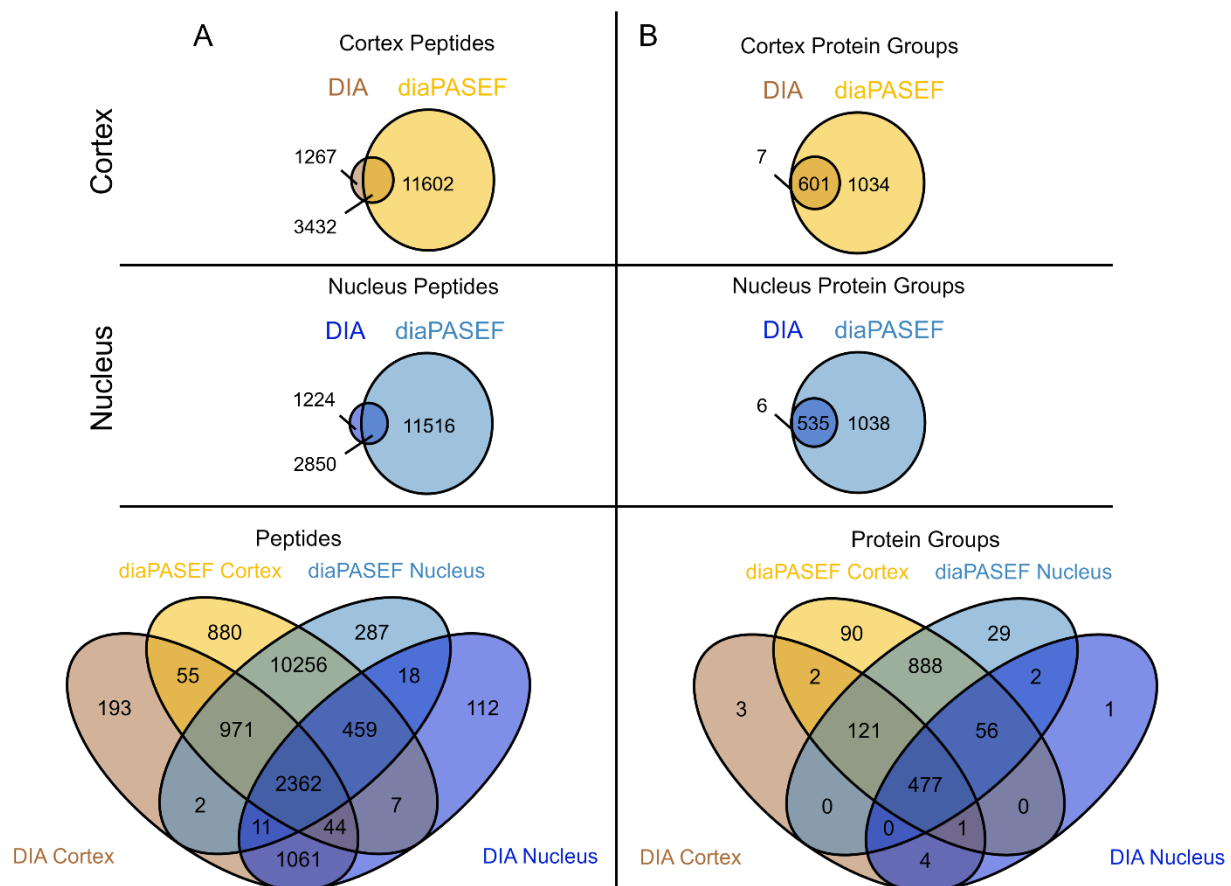 A
B
Cortex
Cortex Peptides
DIA diaPASEF
1267
11602
3432
Cortex Protein Groups
DIA diaPASEF
7
601 1034
Nucleus
Nucleus Peptides
DIA diaPASEF
1224
11516
2850
Nucleus Protein Groups
DIA diaPASEF
6
535 1038
Peptides
diaPASEF Cortex diaPASEF Nucleus
880 287
55 10256 18
193 112
971 459
2362
2 7
11 44
1061
DIA Cortex DIA Nucleus
Protein Groups
diaPASEF Cortex diaPASEF Nucleus
90 29
2 888 2
3 1
121 56
477
0 0
0 1
4
DIA Cortex DIA Nucleus